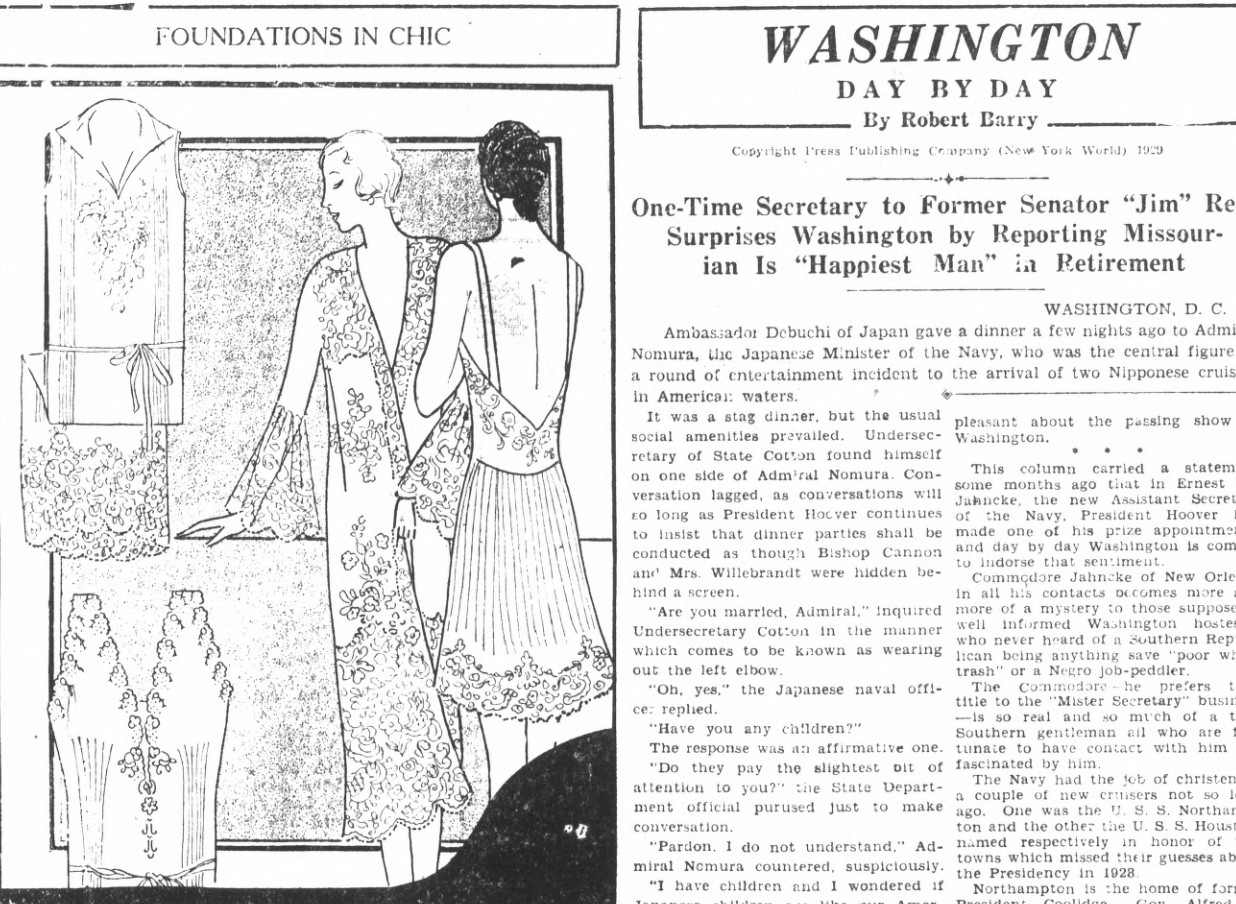 FOUNDATIONS IN CHIC
WASHINGTON
DAY BY DAY
By Robert Barry
Copyright Press Publishing Company (New York World) 1929
One-Time Secretary to Former Senator "Jim" Re
Surprises Washington by Reporting Missour-
ian Is "Happiest Man" in Retirement
WASHINGTON, D. C.
Ambassador Debuchi of Japan gave a dinner a few nights ago to Admi
Nomura, the Japanese Minister of the Navy, who was the central figure
a round of entertainment incident to the arrival of two Nipponese cruis
in American waters.
It was a stag dinner, but the usual
social amenities prevailed. Undersec-
retary of State Cotton found himself
on one side of Admiral Nomura. Con-
versation lagged, as conversations will
so long as President Hoover continues
to insist that dinner parties shall be
conducted as though Bishop Cannon
and Mrs. Willebrandt were hidden be-
hind a screen.
"Are you married, Admiral," inquired
Undersecretary Cotton in the manner
which comes to be known as wearing
out the left elbow.
"Oh, yes," the Japanese naval offi-
cer replied.
"Have you any children?"
The response was an affirmative one.
"Do they pay the slightest bit of
attention to you?" the State Depart-
ment official purused just to make
conversation.
"Pardon, I do not understand," Ad-
miral Nomura countered, suspiciously.
"I have children and I wondered if
Japanese children are like our Amer-
pleasant about the passing show
Washington.
* * *
This column carried a statem
some months ago that in Ernest
Jahncke, the new Assistant Secret
of the Navy, President Hoover
made one of his prize appointme
and day by day Washington is com
to indorse that sentiment.
Commodore Jahncke of New Orle
in all his contacts becomes more a
more of a mystery to those suppose
well informed Washington hostes
who never heard of a Southern Rep
lican being anything save "poor wh
trash" or a Negro job-peddler.
The Commodore—he prefers t
title to the "Mister Secretary" busin
—is so real and so much of a t
Southern gentleman all who are f
tunate to have contact with him
fascinated by him.
The Navy had the job of christen
a couple of new cruisers not so l
ago. One was the U. S. S. Northam
ton and the other the U. S. S. Houst
named respectively in honor of
towns which missed their guesses ab
the Presidency in 1928.
Northampton is the home of form
President Coolidge. Gov. Alfred